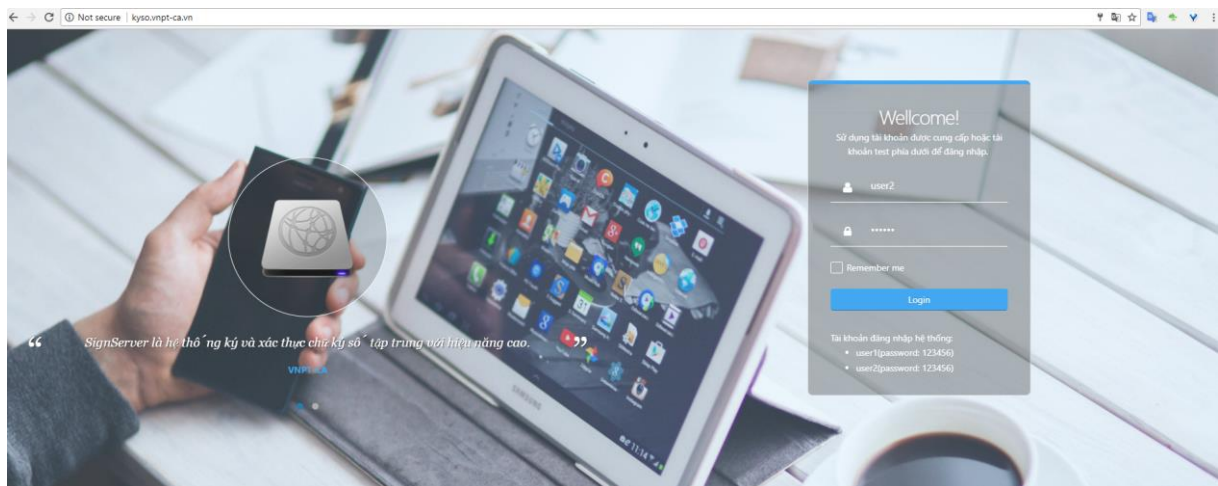 Not secure | kyso.vnpt-ca.vn
Wellcome!
Sử dụng tài khoản được cung cấp hoặc tài
khoản test phía dưới để đăng nhập.
user2
••••••
Remember me
Login
Tài khoản đăng nhập hệ thống:
user1(password: 123456)
user2(password: 123456)
“ SignServer là hệ thống ký và xác thực chữ ký số tập trung với hiệu năng cao. ”
VNPT-CA
SAMSUNG
11:14